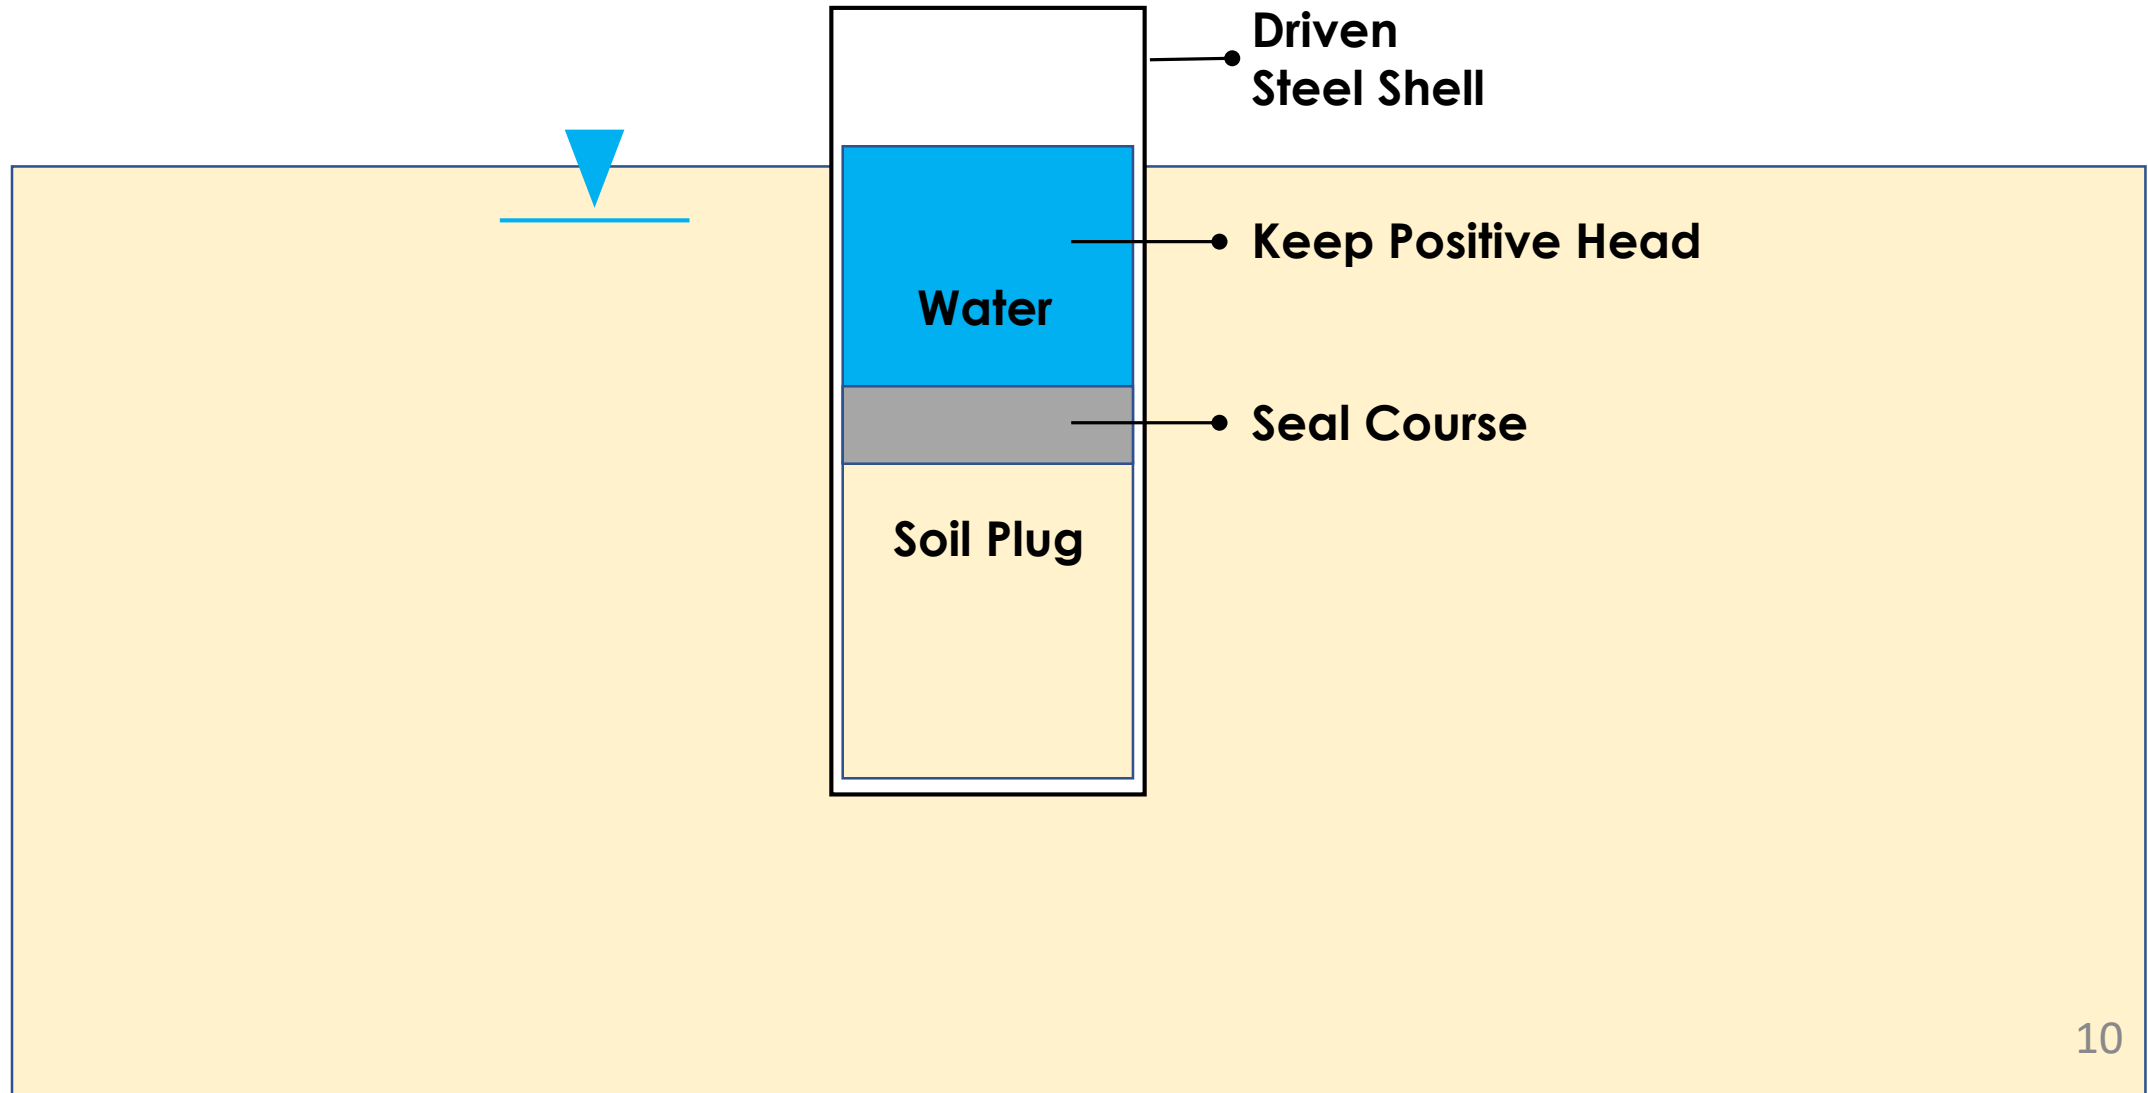 Driven
Steel Shell
Keep Positive Head
Water
Seal Course
Soil Plug
10